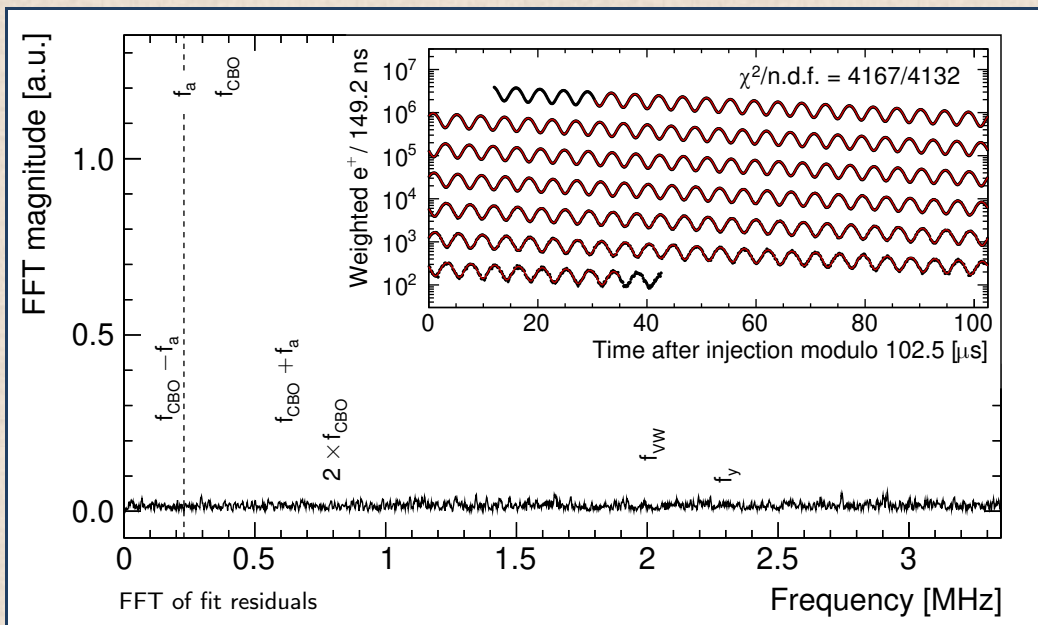 FFT magnitude [a.u.]
1.0
0.5
0.0
f_a
f_CBO
f_CBO − f_a
f_CBO + f_a
2 × f_CBO
f_VW
f_y
0 0.5 1 1.5 2 2.5 3
Frequency [MHz]
FFT of fit residuals
χ²/n.d.f. = 4167/4132
Weighted e⁺ / 149.2 ns
10⁷
10⁶
10⁵
10⁴
10³
10²
0 20 40 60 80 100
Time after injection modulo 102.5 [μs]